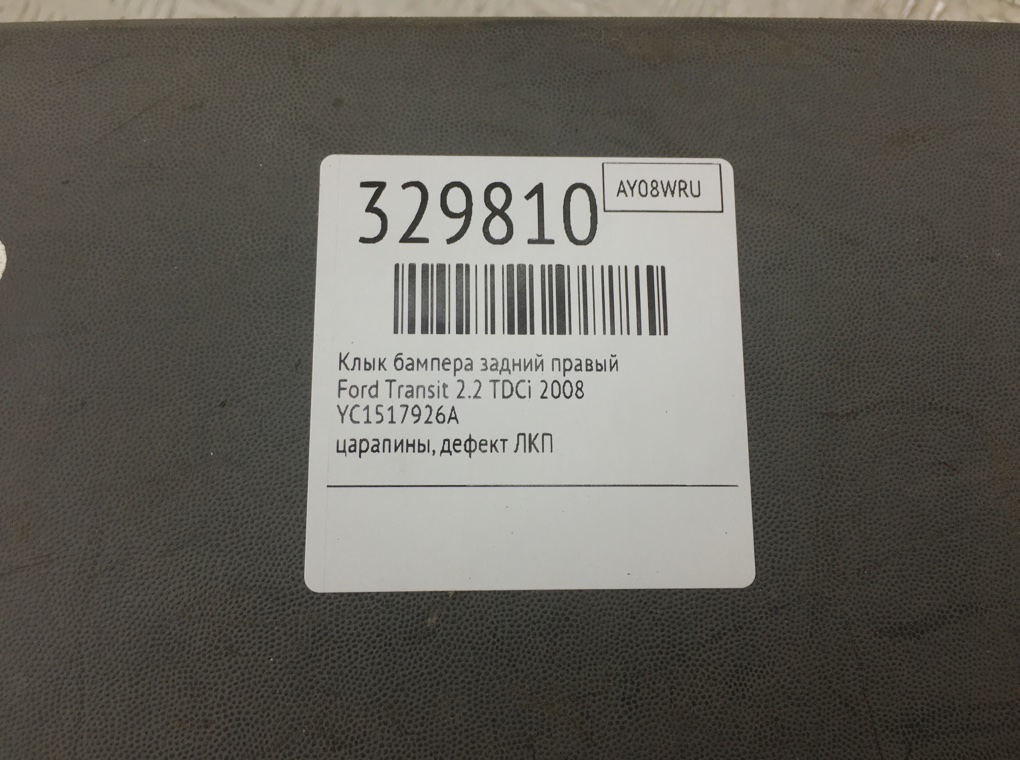 329810
AY08WRU
Клык бампера задний правый
Ford Transit 2.2 TDCi 2008
YC1517926A
царапины, дефект ЛКП